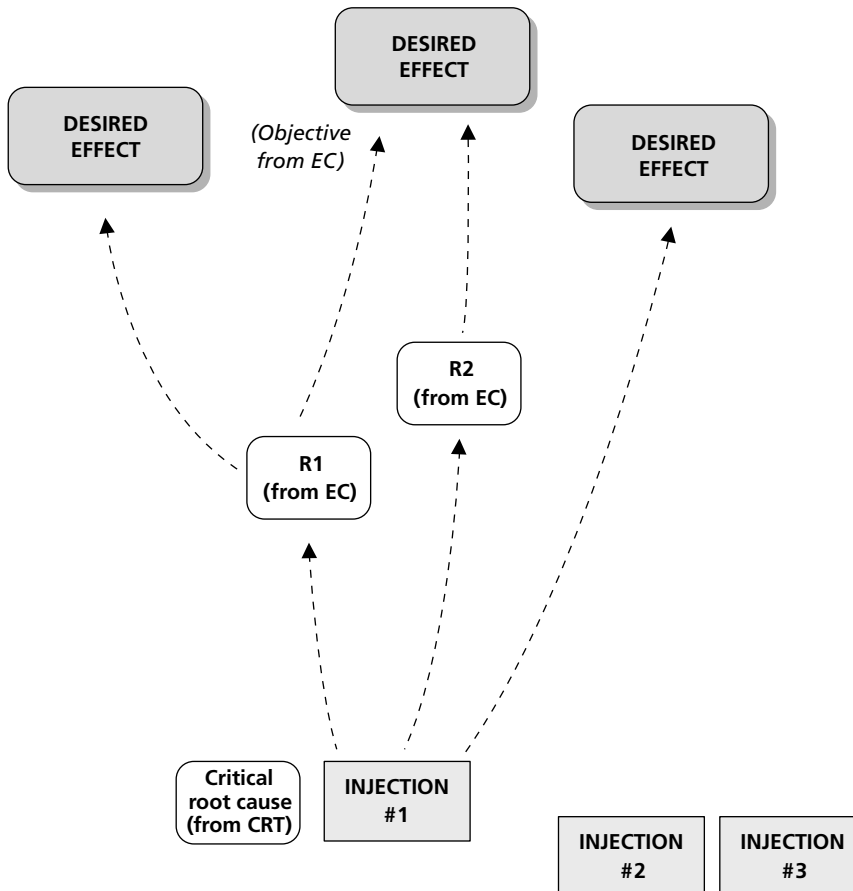 DESIRED
EFFECT
DESIRED
EFFECT
(Objective
from EC)
DESIRED
EFFECT
R2
(from EC)
R1
(from EC)
Critical
root cause
(from CRT)
INJECTION
#1
INJECTION
#2
INJECTION
#3